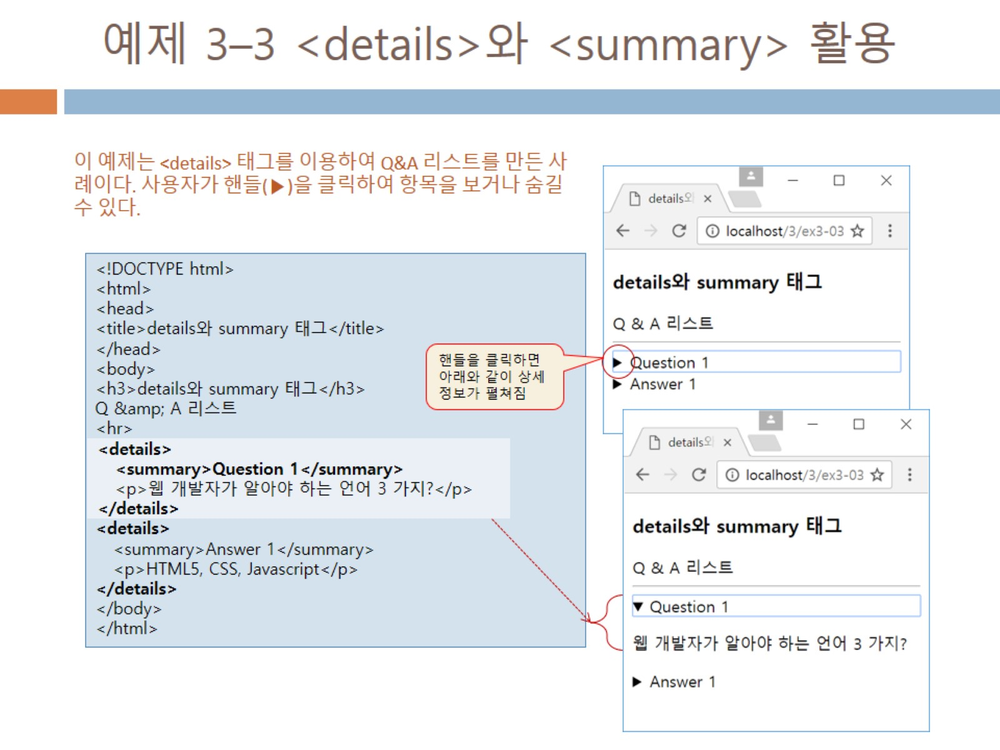 예제 3–3 <details>와 <summary> 활용
이 예제는 <details> 태그를 이용하여 Q&A 리스트를 만든 사
례이다. 사용자가 핸들(▶)을 클릭하여 항목을 보거나 숨길
수 있다.
<!DOCTYPE html>
<html>
<head>
<title>details와 summary 태그</title>
</head>
<body>
<h3>details와 summary 태그</h3>
Q &amp; A 리스트
<hr>
<details>
<summary>Question 1</summary>
<p>웹 개발자가 알아야 하는 언어 3 가지?</p>
</details>
<details>
<summary>Answer 1</summary>
<p>HTML5, CSS, Javascript</p>
</details>
</body>
</html>
핸들을 클릭하면
아래와 같이 상세
정보가 펼쳐짐
details와
localhost/3/ex3-03
details와 summary 태그
Q & A 리스트
▶ Question 1
▶ Answer 1
details와
localhost/3/ex3-03
details와 summary 태그
Q & A 리스트
▼ Question 1
웹 개발자가 알아야 하는 언어 3 가지?
▶ Answer 1